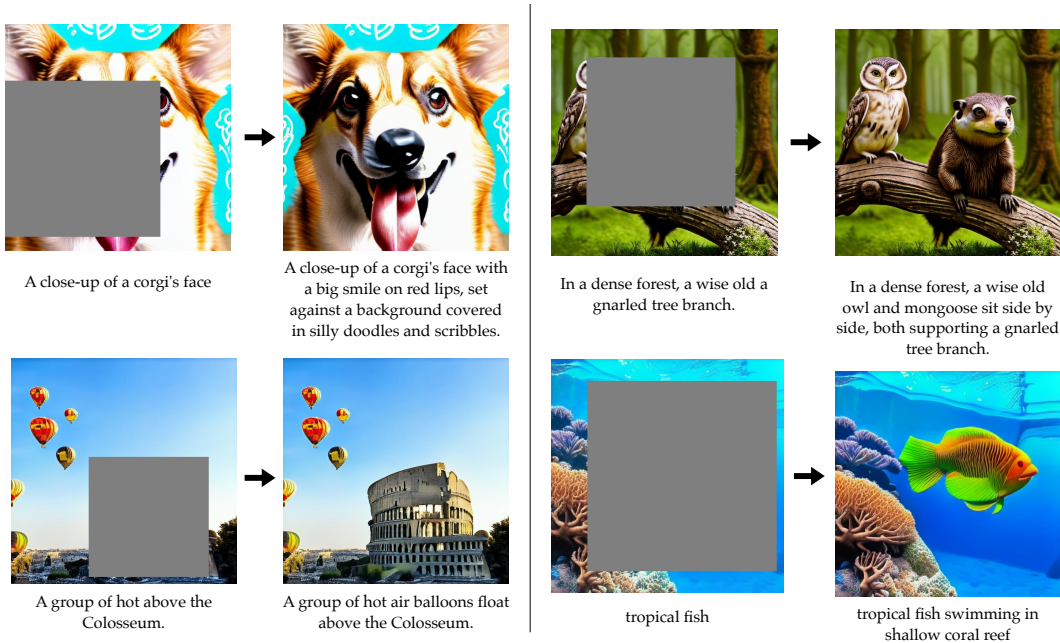 A close-up of a corgi's face
A close-up of a corgi's face with
a big smile on red lips, set
against a background covered
in silly doodles and scribbles.
A group of hot above the
Colosseum.
A group of hot air balloons float
above the Colosseum.
In a dense forest, a wise old a
gnarled tree branch.
In a dense forest, a wise old
owl and mongoose sit side by
side, both supporting a gnarled
tree branch.
tropical fish
tropical fish swimming in
shallow coral reef